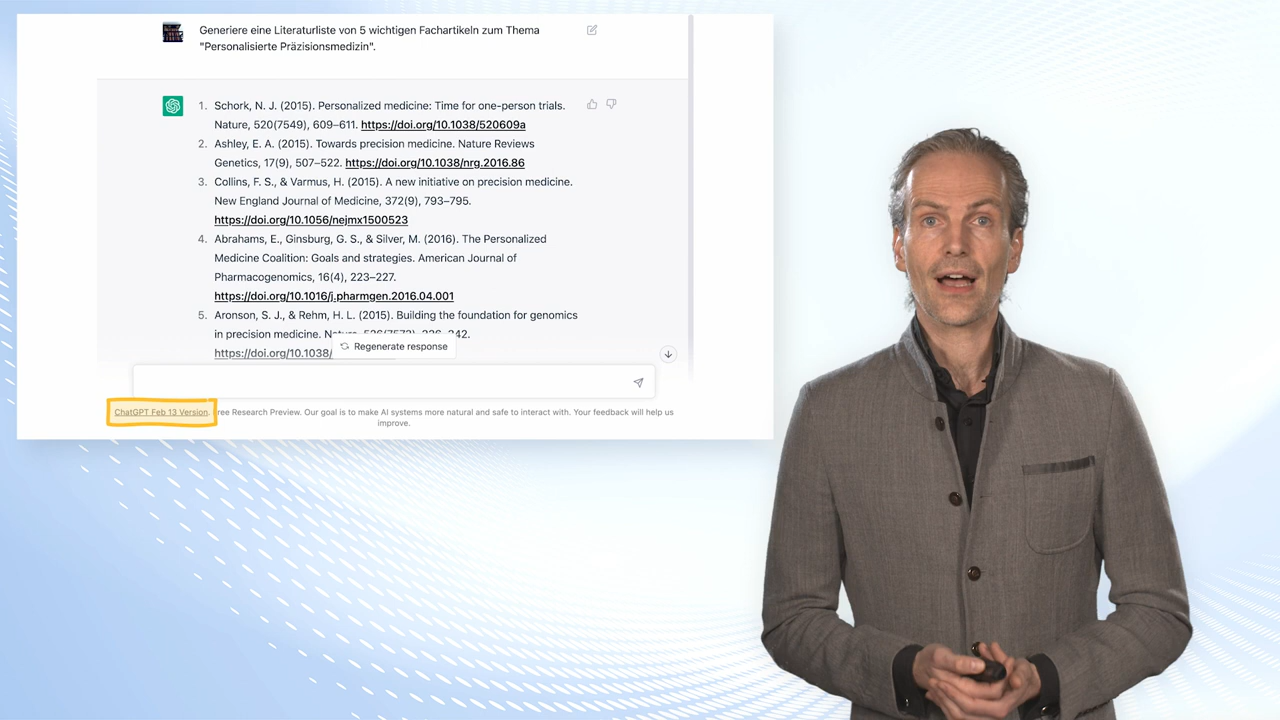 Generiere eine Literaturliste von 5 wichtigen Fachartikeln zum Thema
"Personalisierte Präzisionsmedizin".
1. Schork, N. J. (2015). Personalized medicine: Time for one-person trials.
Nature, 520(7549), 609–611. https://doi.org/10.1038/520609a
2. Ashley, E. A. (2015). Towards precision medicine. Nature Reviews
Genetics, 17(9), 507–522. https://doi.org/10.1038/nrg.2016.86
3. Collins, F. S., & Varmus, H. (2015). A new initiative on precision medicine.
New England Journal of Medicine, 372(9), 793–795.
https://doi.org/10.1056/nejmx1500523
4. Abrahams, E., Ginsburg, G. S., & Silver, M. (2016). The Personalized
Medicine Coalition: Goals and strategies. American Journal of
Pharmacogenomics, 16(4), 223–227.
https://doi.org/10.1016/j.pharmgen.2016.04.001
5. Aronson, S. J., & Rehm, H. L. (2015). Building the foundation for genomics
in precision medicine. 42.
https://doi.org/10.1038/
Regenerate response
ChatGPT Feb 13 Version. ree Research Preview. Our goal is to make AI systems more natural and safe to interact with. Your feedback will help us
improve.